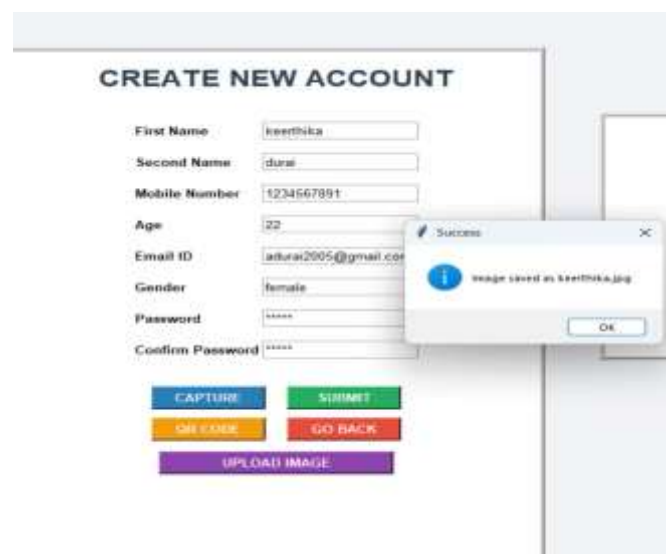 CREATE NEW ACCOUNT
First Name keerthika
Second Name durai
Mobile Number 1234567891
Age 22
Email ID adurai2005@gmail.com
Gender female
Password *****
Confirm Password *****
Success
Image saved as keerthika.jpg
OK
CAPTURE SUBMIT
QR CODE GO BACK
UPLOAD IMAGE